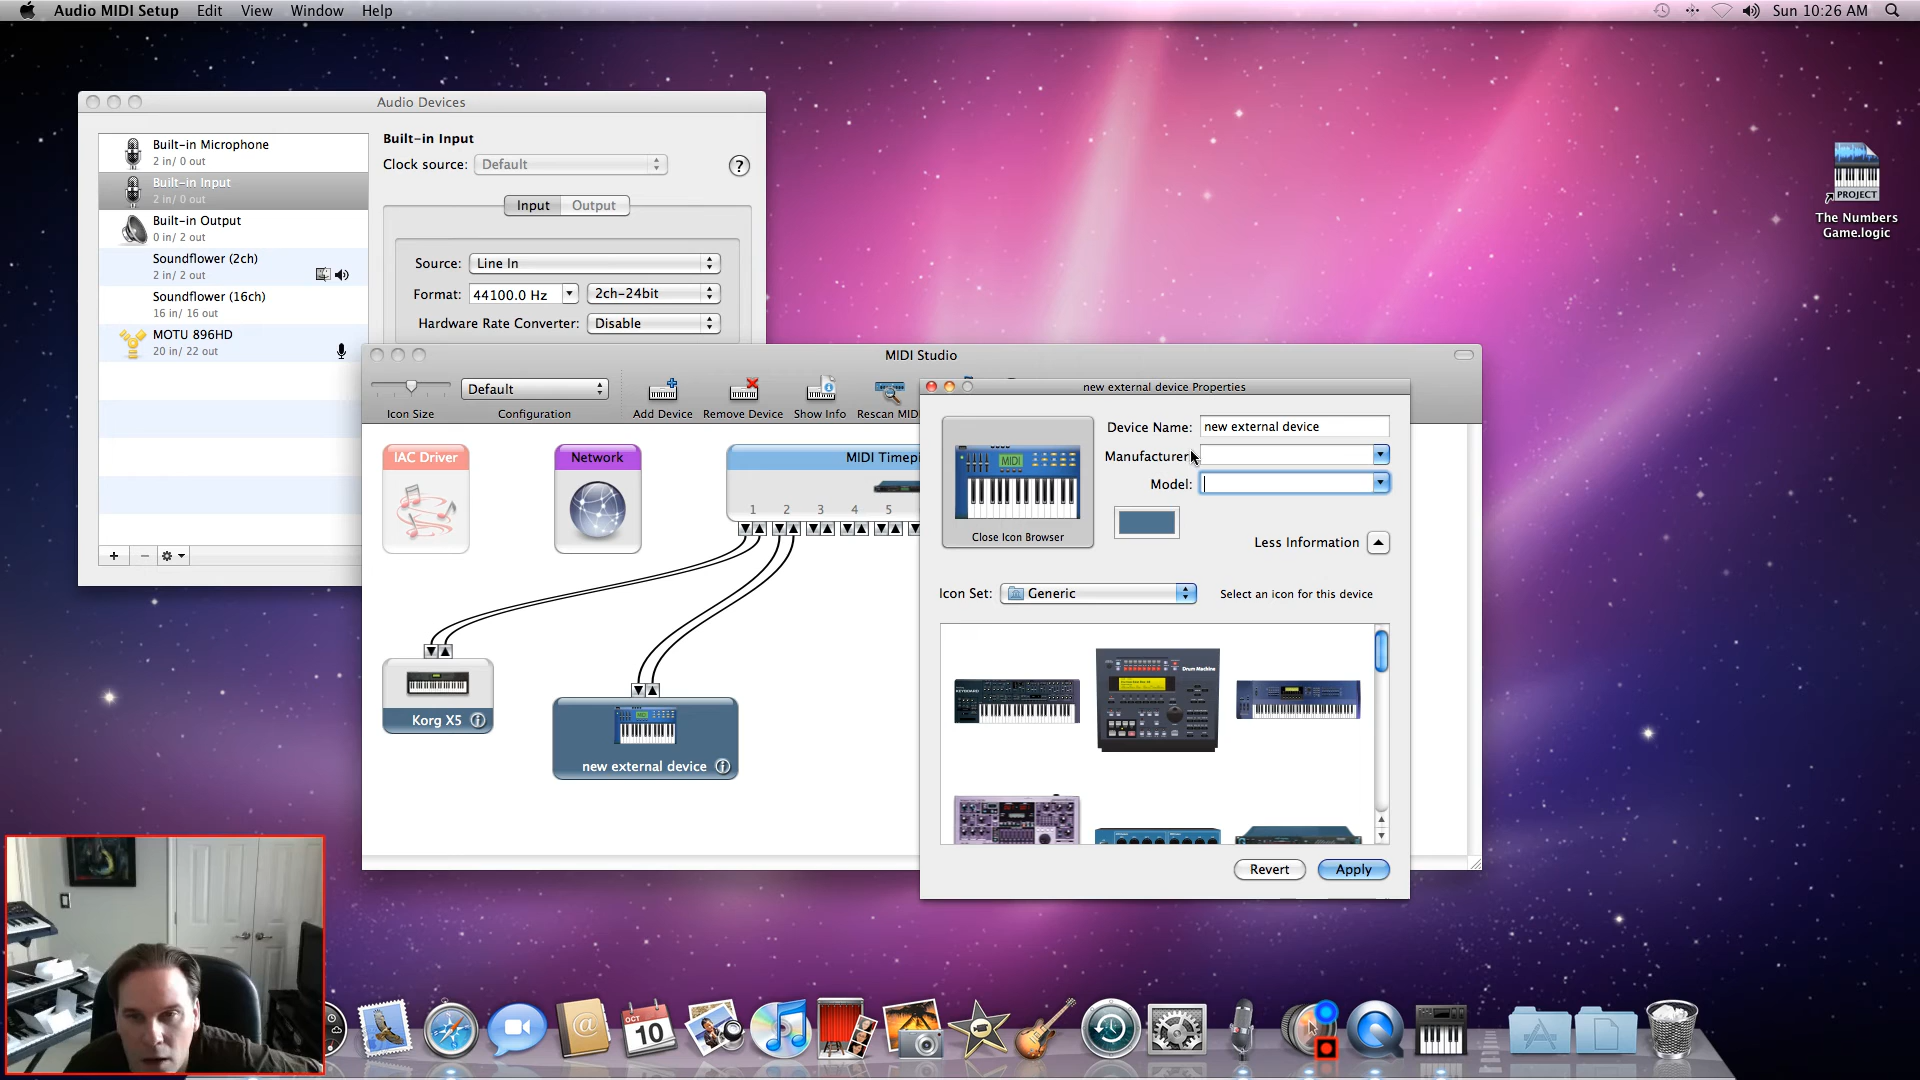 Audio MIDI Setup Edit View Window Help
Sun 10:26 AM
Audio Devices
Built-in Microphone
2 in/ 0 out
Built-in Input
2 in/ 0 out
Built-in Output
0 in/ 2 out
Soundflower (2ch)
2 in/ 2 out
Soundflower (16ch)
16 in/ 16 out
MOTU 896HD
20 in/ 22 out
Built-in Input
Clock source: Default
?
Input Output
Source: Line In
Format: 44100.0 Hz 2ch-24bit
Hardware Rate Converter: Disable
MIDI Studio
Default
Icon Size Configuration Add Device Remove Device Show Info Rescan MIDI
IAC Driver
Network
MIDI Timepi
1 2 3 4 5
Korg X5
new external device
new external device Properties
MIDI
Close Icon Browser
Device Name: new external device
Manufacturer
Model:
Less Information
Icon Set: Generic
Select an icon for this device
KEYBOARD
Drum Machine
Revert Apply
PROJECT
The Numbers
Game.logic
OCT
10